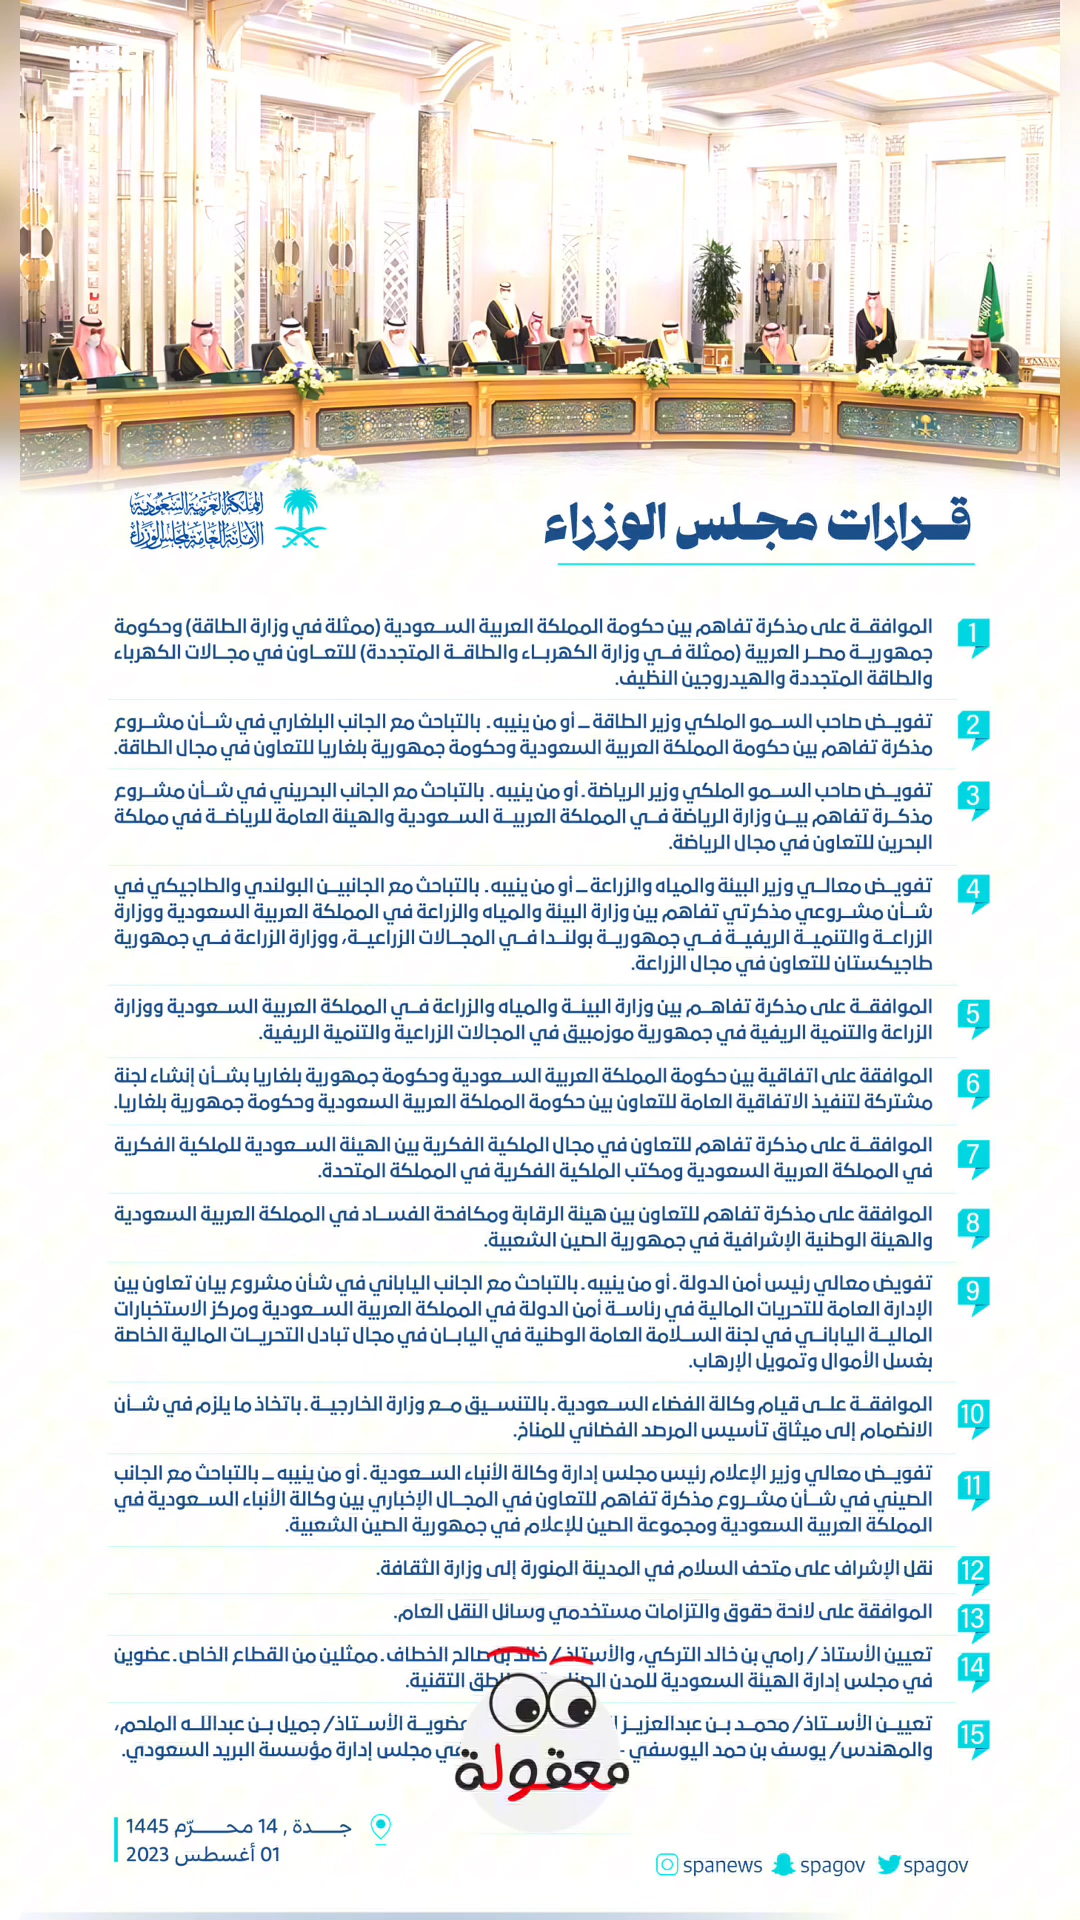 المملكة العربية السعودية
الأمانة العامة لمجلس الوزراء
قرارات مجلس الوزراء
1
الموافقة على مذكرة تفاهم بين حكومة المملكة العربية السعودية (ممثلة في وزارة الطاقة) وحكومة
جمهورية مصر العربية (ممثلة في وزارة الكهرباء والطاقة المتجددة) للتعاون في مجالات الكهرباء
والطاقة المتجددة والهيدروجين النظيف.
2
تفويض صاحب السمو الملكي وزير الطاقة ـ أو من ينيبه ـ بالتباحث مع الجانب البلغاري في شأن مشروع
مذكرة تفاهم بين حكومة المملكة العربية السعودية وحكومة جمهورية بلغاريا للتعاون في مجال الطاقة.
3
تفويض صاحب السمو الملكي وزير الرياضة ـ أو من ينيبه ـ بالتباحث مع الجانب البحريني في شأن مشروع
مذكرة تفاهم بين وزارة الرياضة في المملكة العربية السعودية والهيئة العامة للرياضة في مملكة
البحرين للتعاون في مجال الرياضة.
4
تفويض معالي وزير البيئة والمياه والزراعة ـ أو من ينيبه ـ بالتباحث مع الجانبين البولندي والطاجيكي في
شأن مشروعي مذكرتي تفاهم بين وزارة البيئة والمياه والزراعة في المملكة العربية السعودية ووزارة
الزراعة والتنمية الريفية في جمهورية بولندا في المجالات الزراعية، ووزارة الزراعة في جمهورية
طاجيكستان للتعاون في مجال الزراعة.
5
الموافقة على مذكرة تفاهم بين وزارة البيئة والمياه والزراعة في المملكة العربية السعودية ووزارة
الزراعة والتنمية الريفية في جمهورية موزمبيق في المجالات الزراعية والتنمية الريفية.
6
الموافقة على اتفاقية بين حكومة المملكة العربية السعودية وحكومة جمهورية بلغاريا بشأن إنشاء لجنة
مشتركة لتنفيذ الاتفاقية العامة للتعاون بين حكومة المملكة العربية السعودية وحكومة جمهورية بلغاريا.
7
الموافقة على مذكرة تفاهم للتعاون في مجال الملكية الفكرية بين الهيئة السعودية للملكية الفكرية
في المملكة العربية السعودية ومكتب الملكية الفكرية في المملكة المتحدة.
8
الموافقة على مذكرة تفاهم للتعاون بين هيئة الرقابة ومكافحة الفساد في المملكة العربية السعودية
والهيئة الوطنية الإشرافية في جمهورية الصين الشعبية.
9
تفويض معالي رئيس أمن الدولة ـ أو من ينيبه ـ بالتباحث مع الجانب الياباني في شأن مشروع بيان تعاون بين
الإدارة العامة للتحريات المالية في رئاسة أمن الدولة في المملكة العربية السعودية ومركز الاستخبارات
المالية الياباني في لجنة السلامة العامة الوطنية في اليابان في مجال تبادل التحريات المالية الخاصة
بغسل الأموال وتمويل الإرهاب.
10
الموافقة على قيام وكالة الفضاء السعودية ـ بالتنسيق مع وزارة الخارجية ـ باتخاذ ما يلزم في شأن
الانضمام إلى ميثاق تأسيس المرصد الفضائي للمناخ.
11
تفويض معالي وزير الإعلام رئيس مجلس إدارة وكالة الأنباء السعودية ـ أو من ينيبه ـ بالتباحث مع الجانب
الصيني في شأن مشروع مذكرة تفاهم للتعاون في المجال الإخباري بين وكالة الأنباء السعودية في
المملكة العربية السعودية ومجموعة الصين للإعلام في جمهورية الصين الشعبية.
12
نقل الإشراف على متحف السلام في المدينة المنورة إلى وزارة الثقافة.
13
الموافقة على لائحة حقوق والتزامات مستخدمي وسائل النقل العام.
14
تعيين الأستاذ / رامي بن خالد التركي، والأستاذ / خالد بن صالح الخطاف ـ ممثلين من القطاع الخاص ـ عضوين
في مجلس إدارة الهيئة السعودية للمدن التقنية.
15
تعيين الأستاذ/ محمد بن عبدالعزيز عضوية الأستاذ/ جميل بن عبدالله الملحم،
والمهندس/ يوسف بن حمد اليوسفي - في مجلس إدارة مؤسسة البريد السعودي.
معقولة
جدة , 14 محرّم 1445
01 أغسطس 2023
spanews spagov spagov